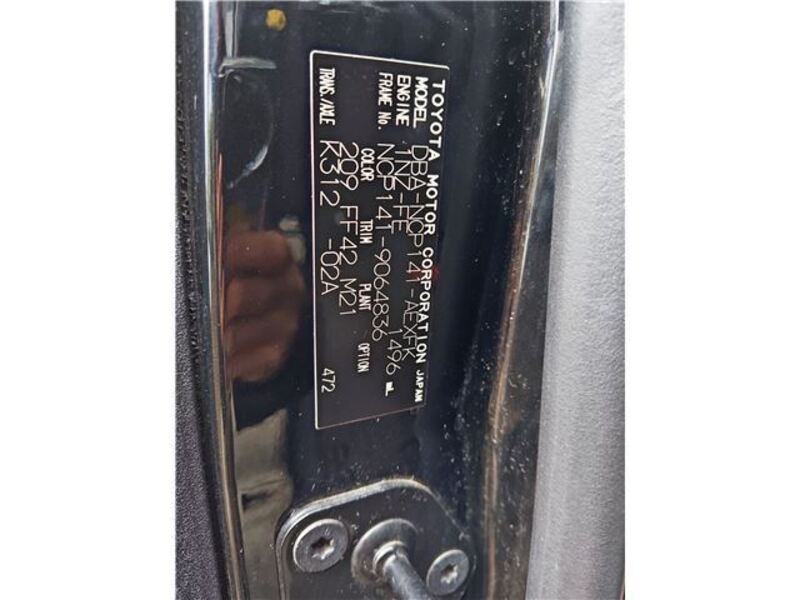 TOYOTA MOTOR CORPORATION JAPAN
MODEL DBA-NCP141-AEXFK
ENGINE 1NZ-FE 1496 mL
FRAME No. NCP141-9064836
COLOR TRIM PLANT OPTION
209 FF42 M21
TRANS./AXLE K312 -02A 472